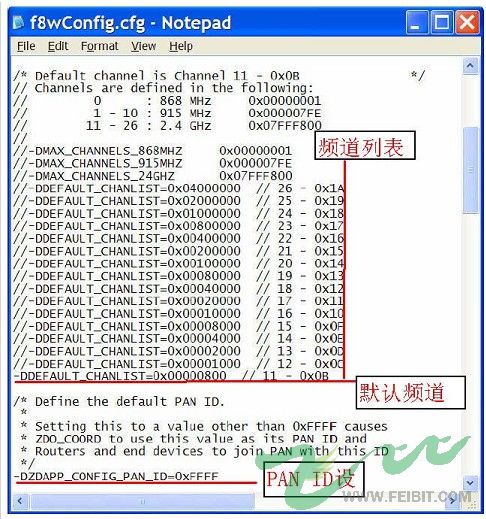 f8wConfig.cfg - Notepad
File Edit Format View Help
/* Default channel is Channel 11 - 0x0B */
// Channels are defined in the following:
// 0 : 868 MHz 0x00000001
// 1 - 10 : 915 MHz 0x000007FE
// 11 - 26 : 2.4 GHz 0x07FFF800
//
//-DMAX_CHANNELS_868MHZ 0x00000001
//-DMAX_CHANNELS_915MHZ 0x000007FE
//-DMAX_CHANNELS_24GHZ 0x07FFF800
频道列表
//-DDEFAULT_CHANLIST=0x04000000 // 26 - 0x1A
//-DDEFAULT_CHANLIST=0x02000000 // 25 - 0x19
//-DDEFAULT_CHANLIST=0x01000000 // 24 - 0x18
//-DDEFAULT_CHANLIST=0x00800000 // 23 - 0x17
//-DDEFAULT_CHANLIST=0x00400000 // 22 - 0x16
//-DDEFAULT_CHANLIST=0x00200000 // 21 - 0x15
//-DDEFAULT_CHANLIST=0x00100000 // 20 - 0x14
//-DDEFAULT_CHANLIST=0x00080000 // 19 - 0x13
//-DDEFAULT_CHANLIST=0x00040000 // 18 - 0x12
//-DDEFAULT_CHANLIST=0x00020000 // 17 - 0x11
//-DDEFAULT_CHANLIST=0x00010000 // 16 - 0x10
//-DDEFAULT_CHANLIST=0x00008000 // 15 - 0x0F
//-DDEFAULT_CHANLIST=0x00004000 // 14 - 0x0E
//-DDEFAULT_CHANLIST=0x00002000 // 13 - 0x0D
//-DDEFAULT_CHANLIST=0x00001000 // 12 - 0x0C
-DDEFAULT_CHANLIST=0x00000800 // 11 - 0x0B
默认频道
/* Define the default PAN ID.
*
* Setting this to a value other than 0xFFFF causes
* ZDO_COORD to use this value as its PAN ID and
* Routers and end devices to join PAN with this ID
*/
-DZDAPP_CONFIG_PAN_ID=0xFFFF
PAN ID设
WWW.FEIBIT.COM